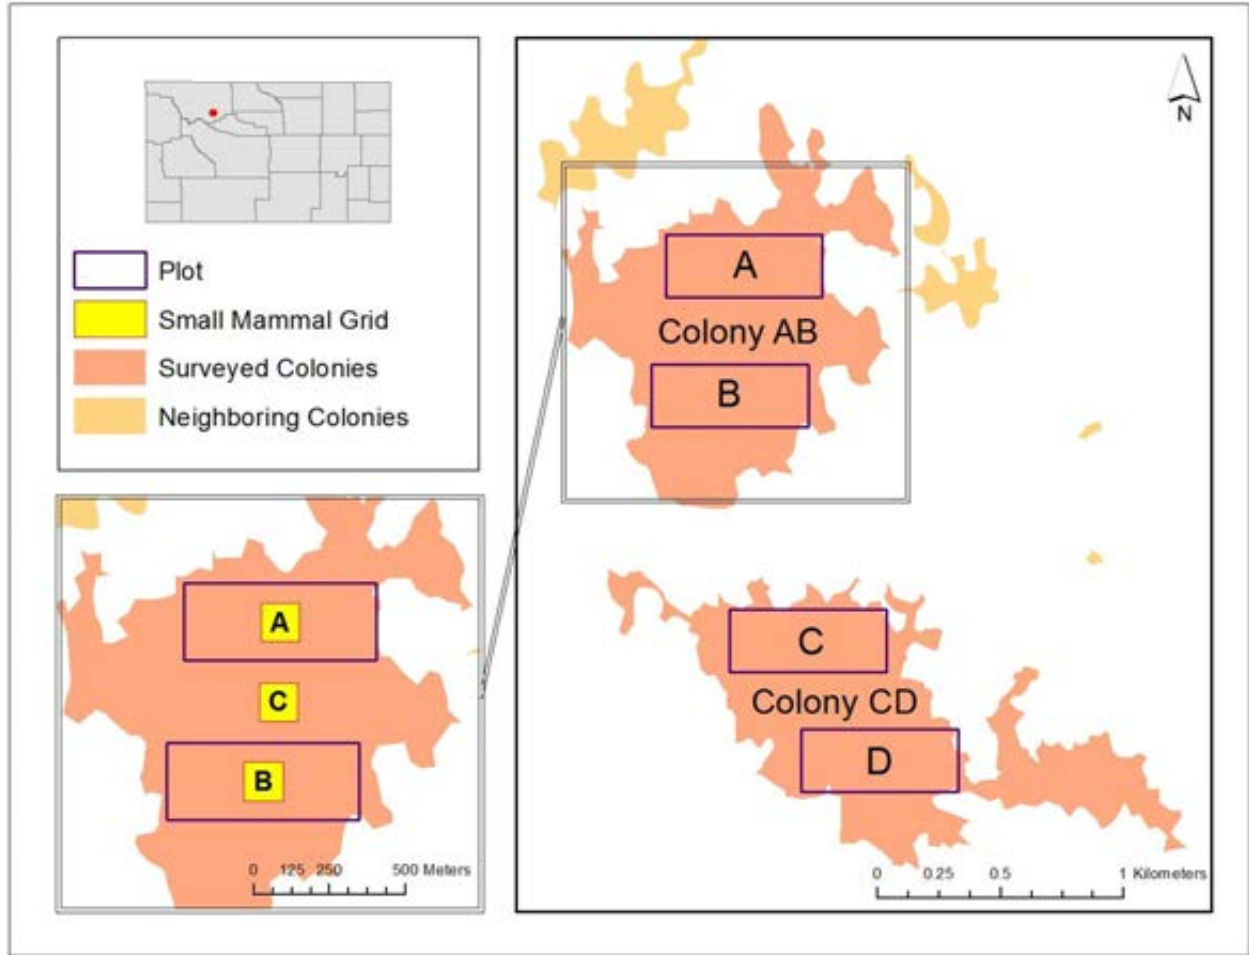 Plot
Small Mammal Grid
Surveyed Colonies
Neighboring Colonies
N
A
Colony AB
B
C
Colony CD
D
0 0.25 0.5 1 Kilometers
A
C
B
0 125 250 500 Meters